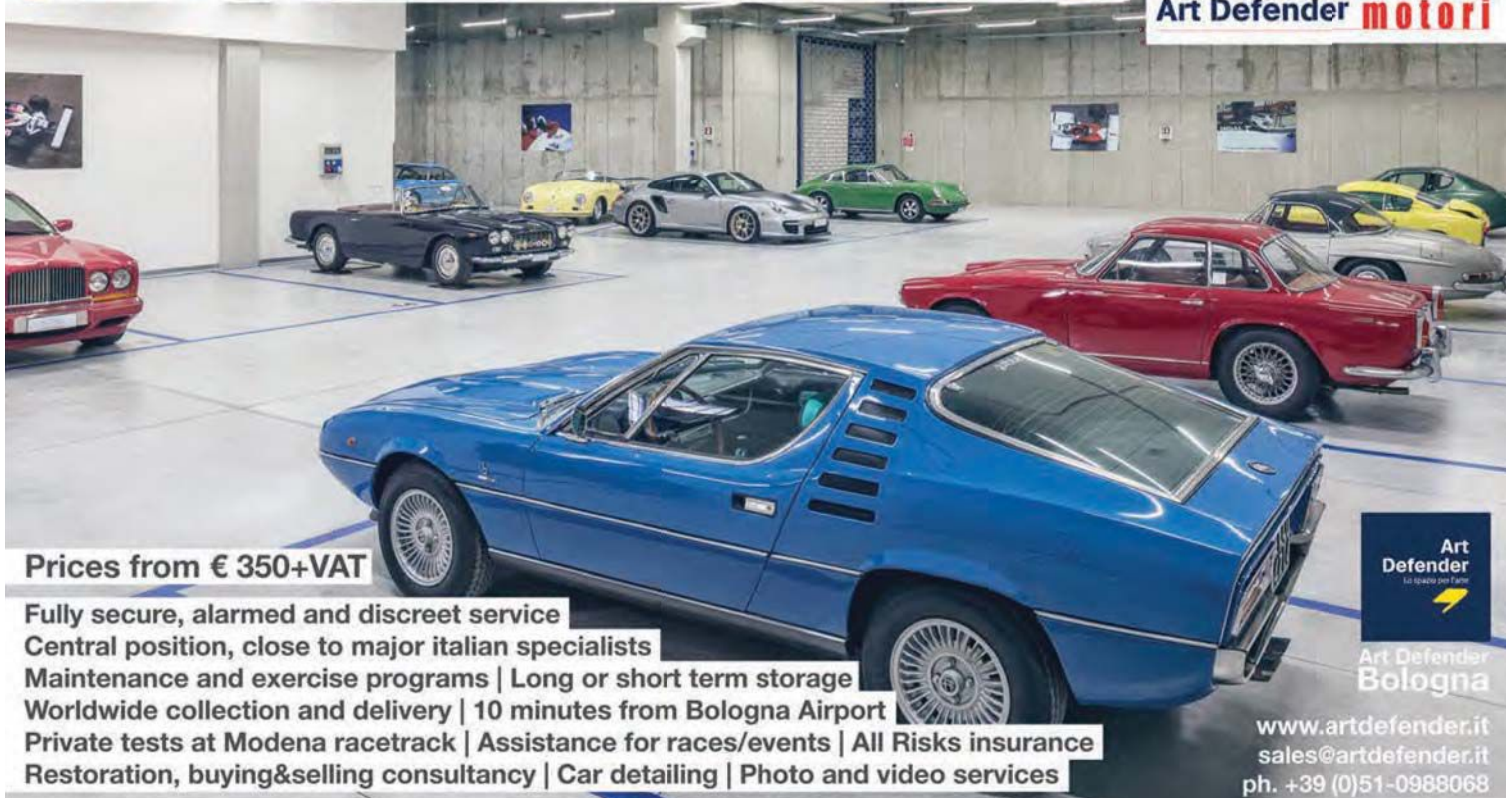 Art Defender motori
Prices from € 350+VAT
Fully secure, alarmed and discreet service
Central position, close to major italian specialists
Maintenance and exercise programs | Long or short term storage
Worldwide collection and delivery | 10 minutes from Bologna Airport
Private tests at Modena racetrack | Assistance for races/events | All Risks insurance
Restoration, buying&selling consultancy | Car detailing | Photo and video services
Art
Defender
Lo spazio per l'arte
Art Defender
Bologna
www.artdefender.it
sales@artdefender.it
ph. +39 (0)51-0988068